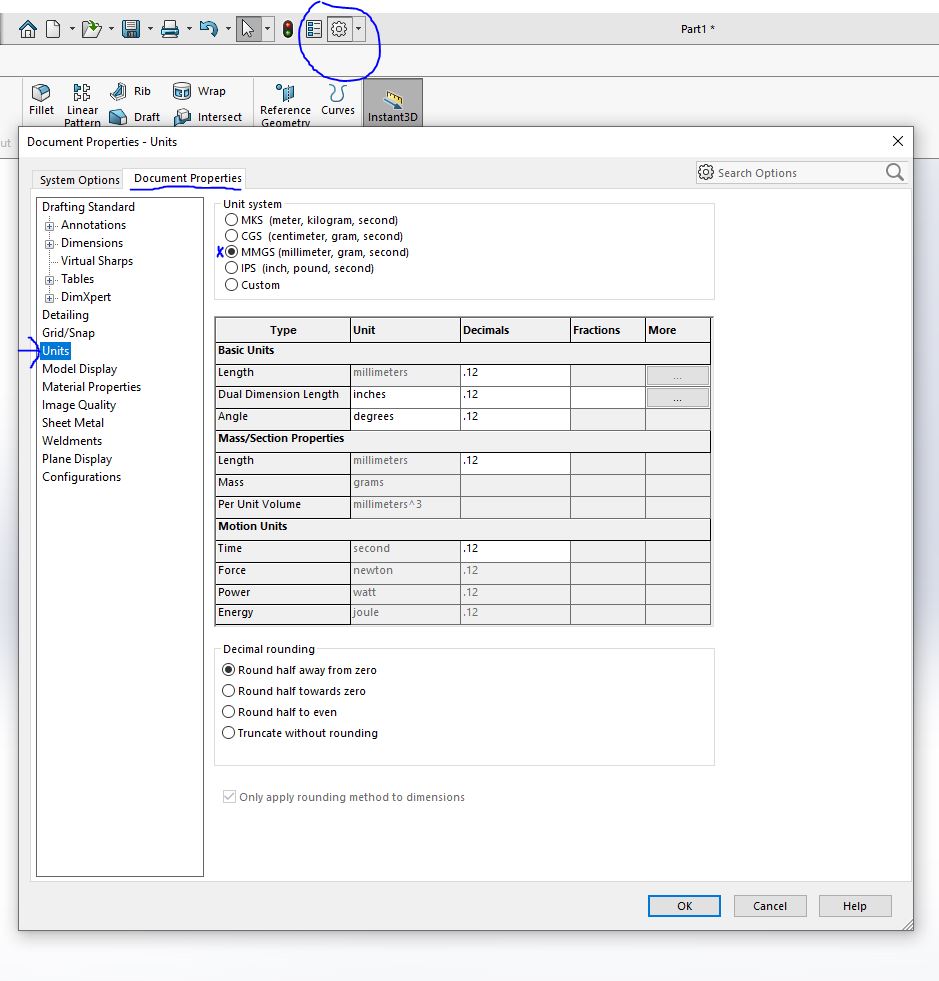 Part1 *
Rib
Wrap
Fillet
Linear
Pattern
Draft
Intersect
Reference
Geometry
Curves
Instant3D
ut
Document Properties - Units
System Options
Document Properties
Search Options
Drafting Standard
Annotations
Dimensions
Virtual Sharps
Tables
DimXpert
Detailing
Grid/Snap
Units
Model Display
Material Properties
Image Quality
Sheet Metal
Weldments
Plane Display
Configurations
Unit system
MKS (meter, kilogram, second)
CGS (centimeter, gram, second)
X MMGS (millimeter, gram, second)
IPS (inch, pound, second)
Custom
Type Unit Decimals Fractions More
Basic Units
Length millimeters .12 ...
Dual Dimension Length inches .12 ...
Angle degrees .12
Mass/Section Properties
Length millimeters .12
Mass grams
Per Unit Volume millimeters^3
Motion Units
Time second .12
Force newton .12
Power watt .12
Energy joule .12
Decimal rounding
Round half away from zero
Round half towards zero
Round half to even
Truncate without rounding
Only apply rounding method to dimensions
OK Cancel Help